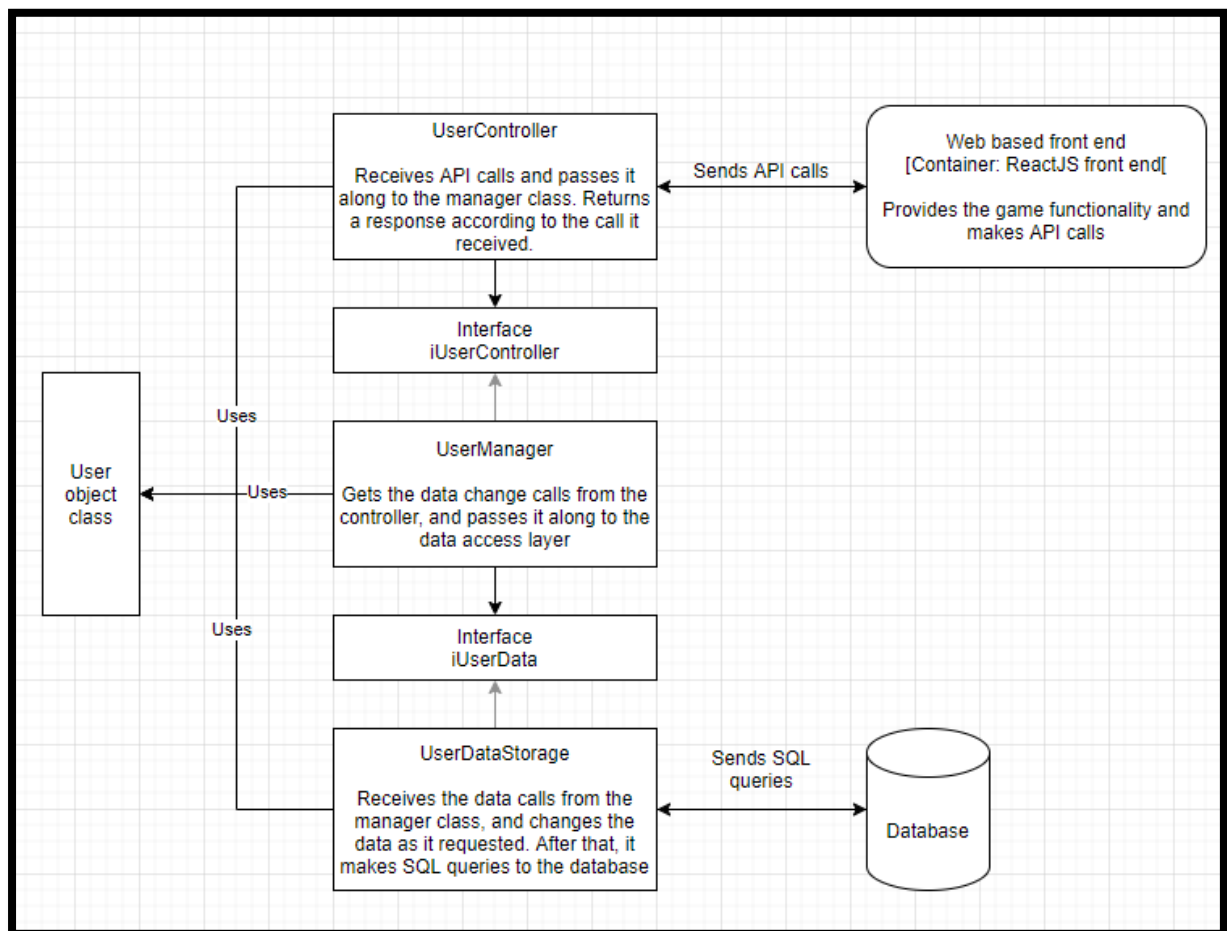 UserController
Receives API calls and passes it
along to the manager class. Returns
a response according to the call it
received.
Sends API calls
Web based front end
[Container: ReactJS front end[
Provides the game functionality and
makes API calls
Interface
iUserController
Uses
User
object
class
Uses
UserManager
Gets the data change calls from the
controller, and passes it along to the
data access layer
Uses
Interface
iUserData
UserDataStorage
Receives the data calls from the
manager class, and changes the
data as it requested. After that, it
makes SQL queries to the database
Sends SQL
queries
Database